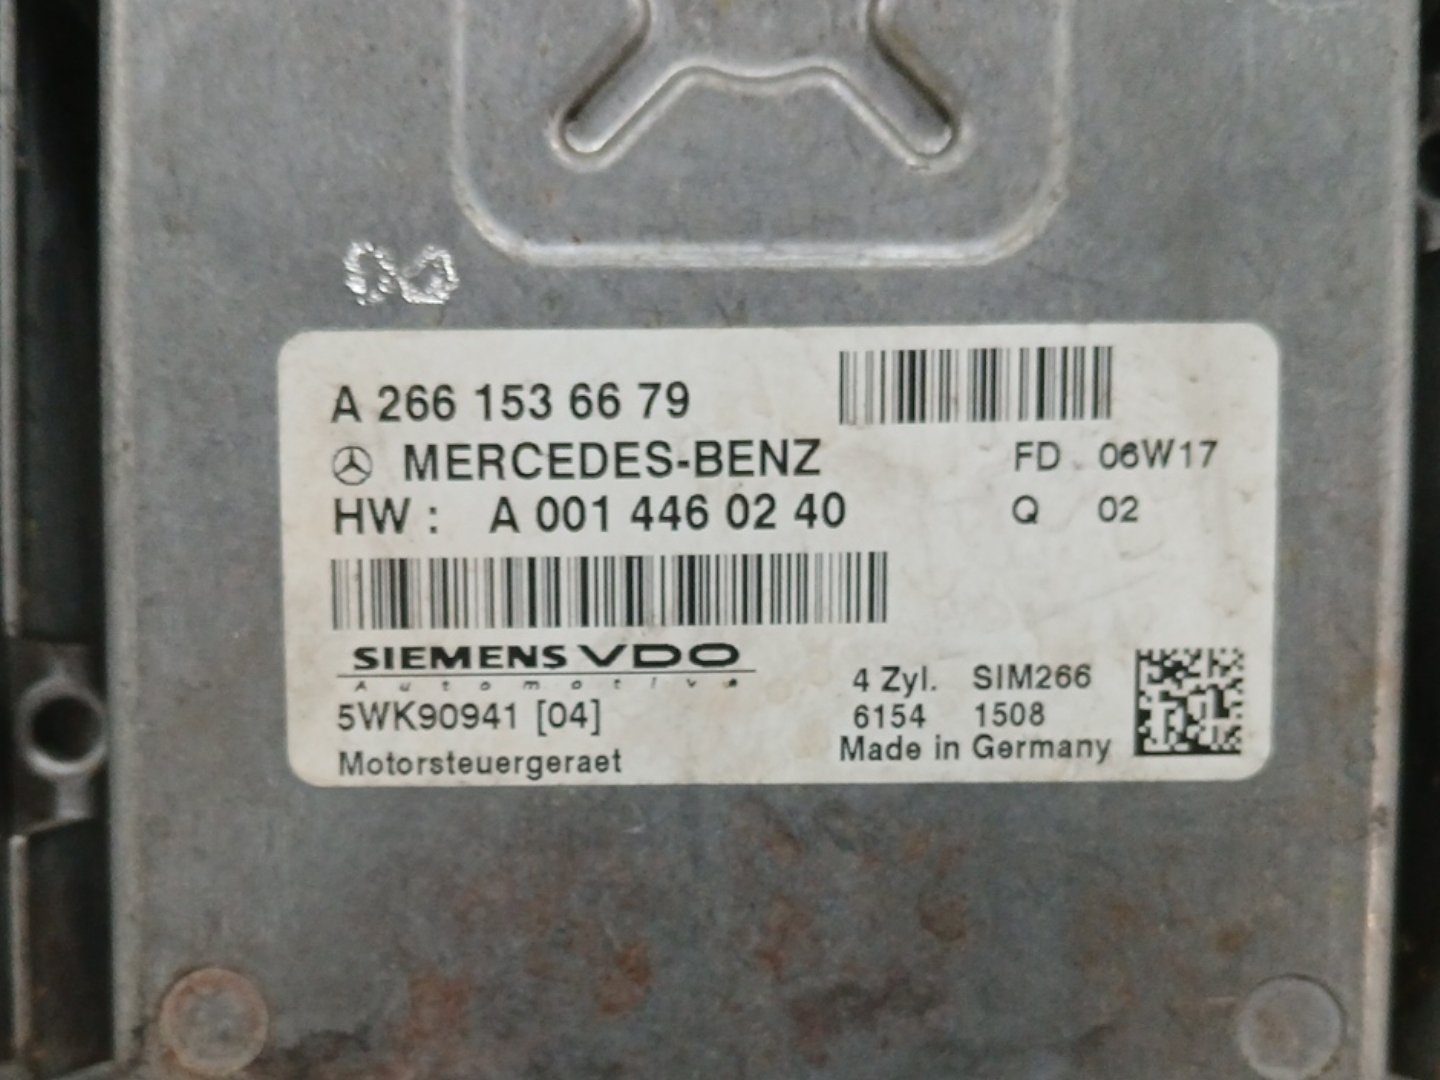 A 266 153 66 79
MERCEDES-BENZ FD 06W17
HW : A 001 446 02 40 Q 02
SIEMENS VDO
Automotive
4 Zyl. SIM266
5WK90941 [04] 6154 1508
Motorsteuergeraet Made in Germany